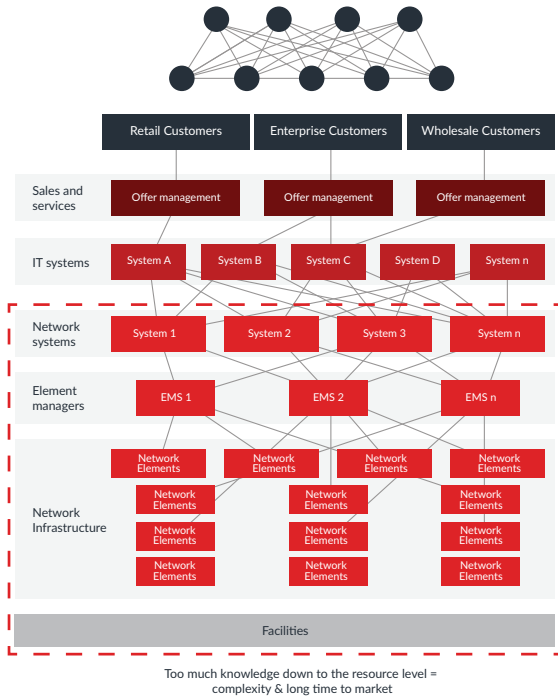 Retail Customers
Enterprise Customers
Wholesale Customers
Sales and
services
Offer management
Offer management
Offer management
IT systems
System A
System B
System C
System D
System n
Network
systems
System 1
System 2
System 3
System n
Element
managers
EMS 1
EMS 2
EMS n
Network
Infrastructure
Network
Elements
Network
Elements
Network
Elements
Network
Elements
Network
Elements
Network
Elements
Network
Elements
Network
Elements
Network
Elements
Network
Elements
Network
Elements
Network
Elements
Network
Elements
Facilities
Too much knowledge down to the resource level =
complexity & long time to market